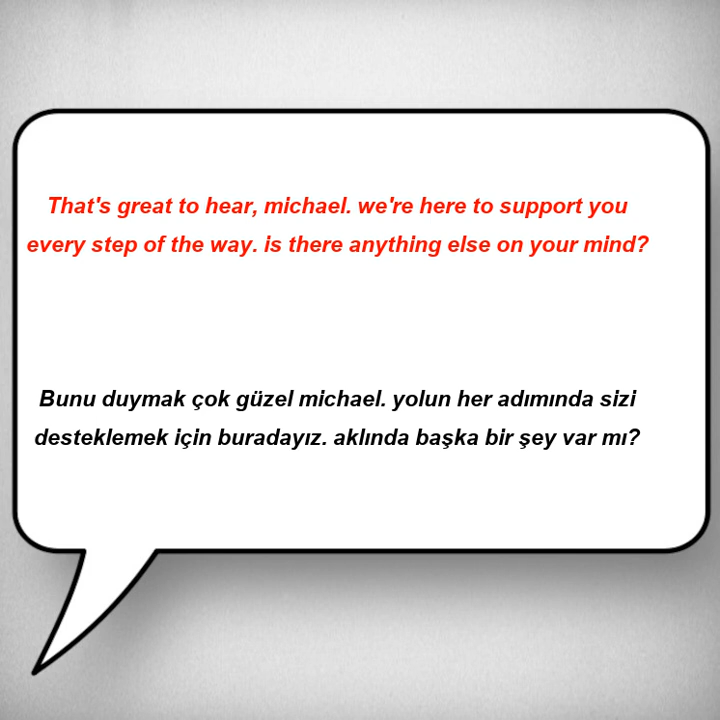 That's great to hear, michael. we're here to support you
every step of the way. is there anything else on your mind?
Bunu duymak çok güzel michael. yolun her adımında sizi
desteklemek için buradayız. aklında başka bir şey var mı?